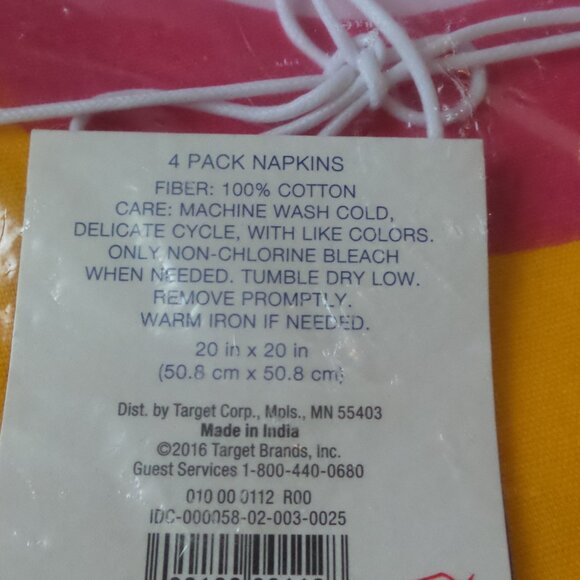 4 PACK NAPKINS
FIBER: 100% COTTON
CARE: MACHINE WASH COLD,
DELICATE CYCLE, WITH LIKE COLORS.
ONLY NON-CHLORINE BLEACH
WHEN NEEDED. TUMBLE DRY LOW.
REMOVE PROMPTLY.
WARM IRON IF NEEDED.
20 in x 20 in
(50.8 cm x 50.8 cm)
Dist. by Target Corp., Mpls., MN 55403
Made in India
©2016 Target Brands, Inc.
Guest Services 1-800-440-0680
010 00 0112 R00
IDC-000058-02-003-0025